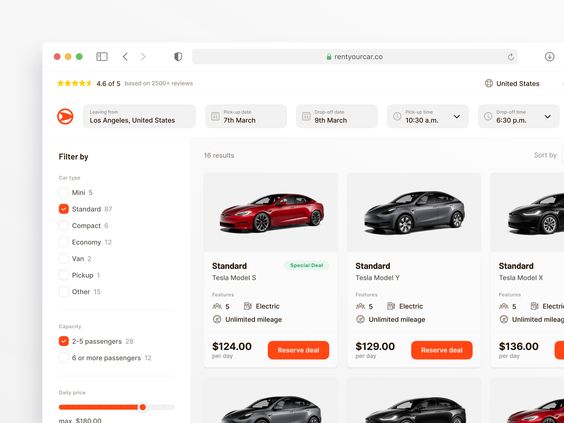 rentyourcar.co
4.6 of 5 based on 2500+ reviews
United States
Leaving from
Los Angeles, United States
Pick-up date
7th March
Drop-off date
9th March
Pick-up time
10:30 a.m.
Drop-off time
6:30 p.m.
Filter by
16 results
Sort by
Car type
Mini 5
Standard 87
Compact 6
Economy 12
Van 2
Pickup 1
Other 15
Capacity
2-5 passengers 28
6 or more passengers 12
Daily price
max. $180.00
Standard
Special Deal
Tesla Model S
Features
5
Electric
Unlimited mileage
$124.00
per day
Reserve deal
Standard
Tesla Model Y
Features
5
Electric
Unlimited mileage
$129.00
per day
Reserve deal
Standard
Tesla Model X
Features
5
Electric
Unlimited mileage
$136.00
per day